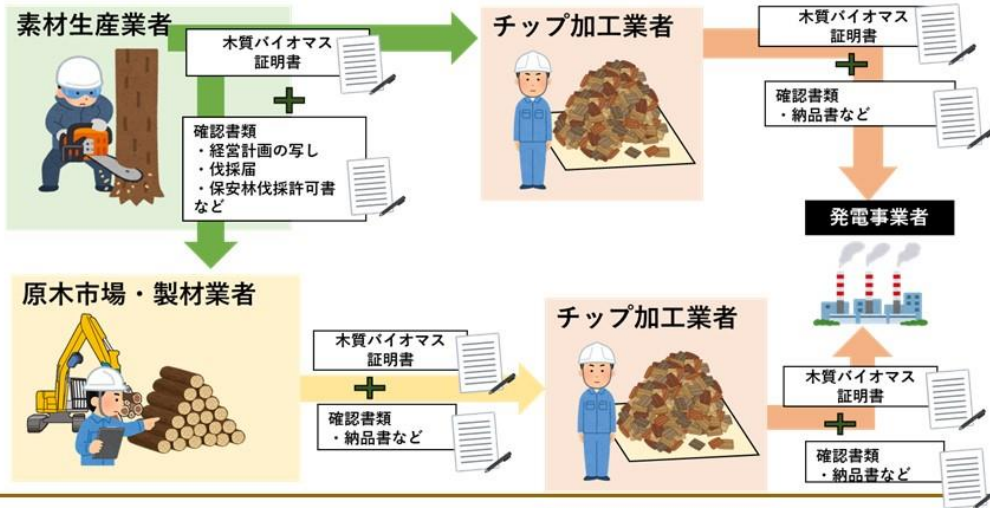 素材生産業者
木質バイオマス
証明書
確認書類
・経営計画の写し
・伐採届
・保安林伐採許可書
など
チップ加工業者
木質バイオマス
証明書
確認書類
・納品書など
発電事業者
原木市場・製材業者
木質バイオマス
証明書
確認書類
・納品書など
チップ加工業者
木質バイオマス
証明書
確認書類
・納品書など